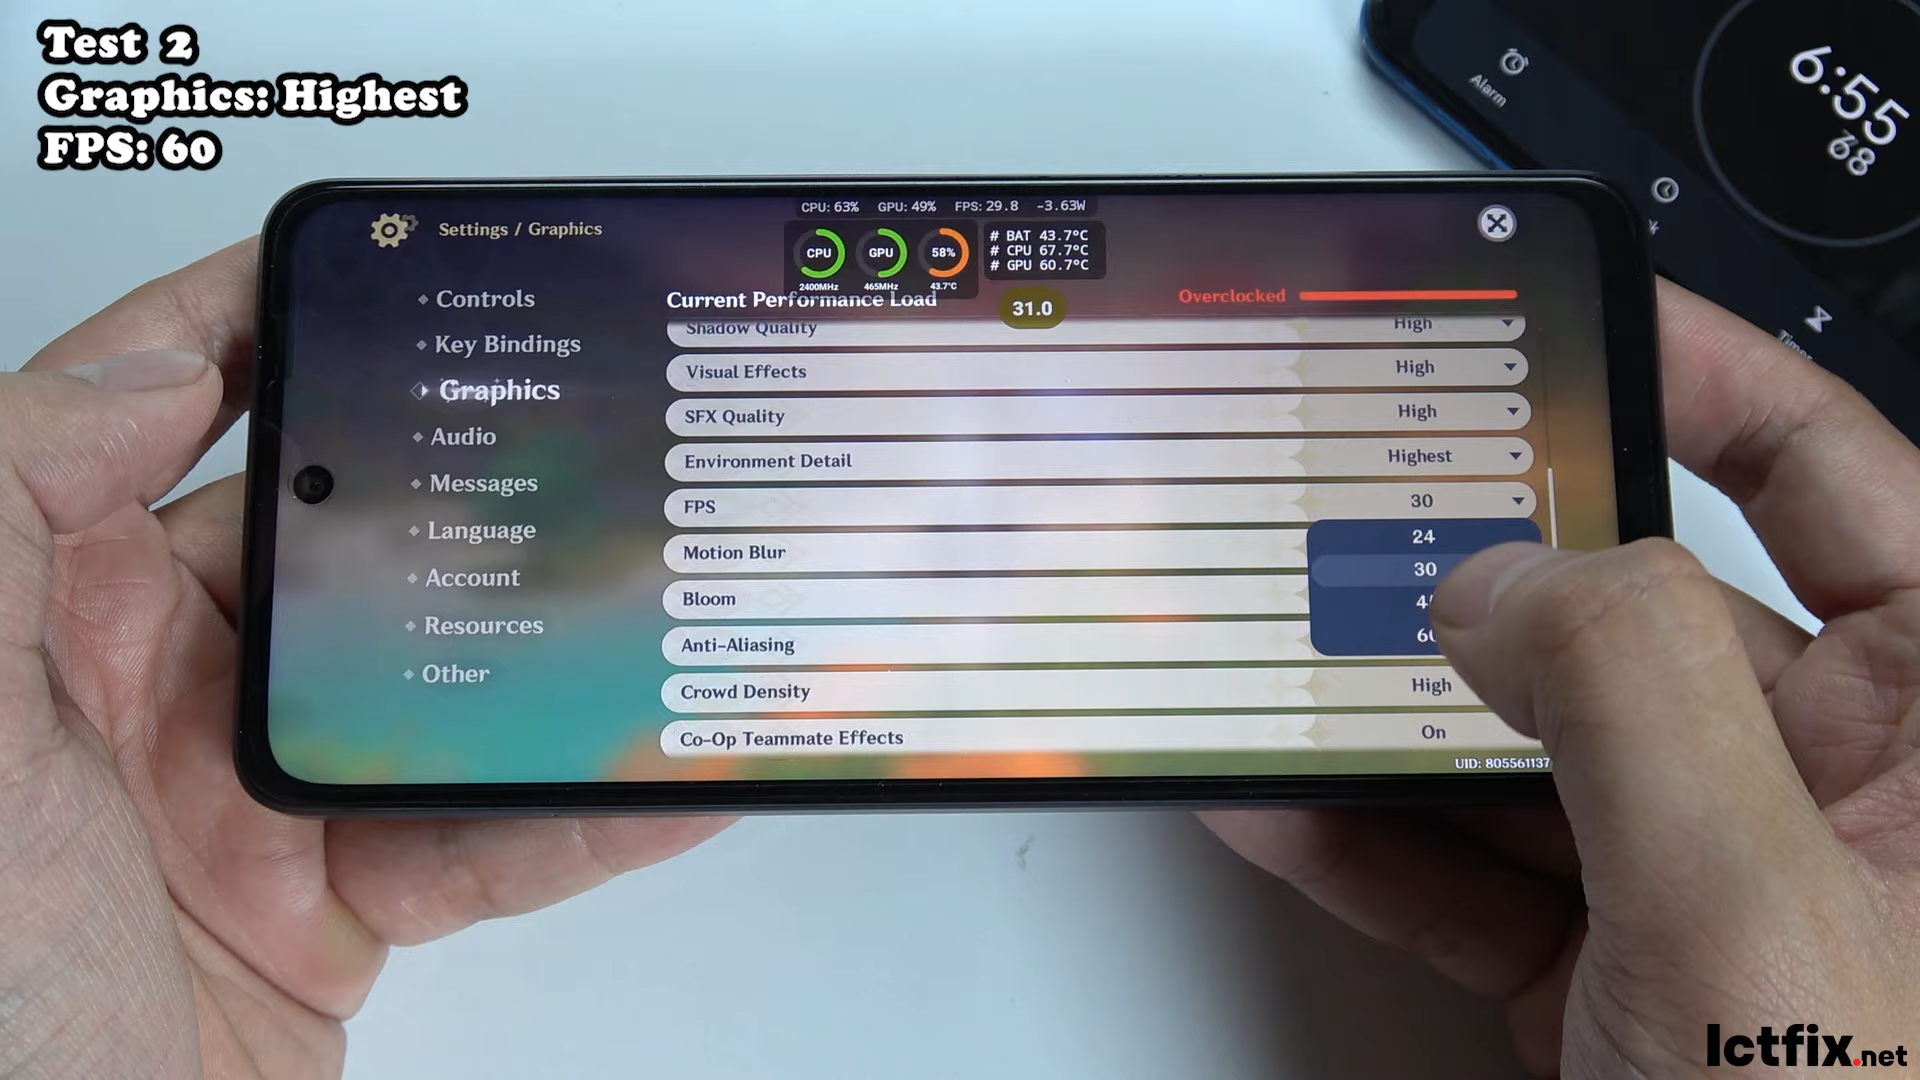 Test 2
Graphics: Highest
FPS: 60
Alarm
6:55
68
Timer
CPU: 63% GPU: 49% FPS: 29.8 -3.63W
Settings / Graphics
CPU
GPU
58%
2400MHz
465MHz
43.7°C
# BAT 43.7°C
# CPU 67.7°C
# GPU 60.7°C
Current Performance Load
31.0
Overclocked
Controls
Key Bindings
Graphics
Audio
Messages
Language
Account
Resources
Other
Shadow Quality High
Visual Effects High
SFX Quality High
Environment Detail Highest
FPS 30
24
30
Motion Blur
Bloom
Anti-Aliasing
Crowd Density High
Co-Op Teammate Effects On
UID: 805561137
Ictfix.net